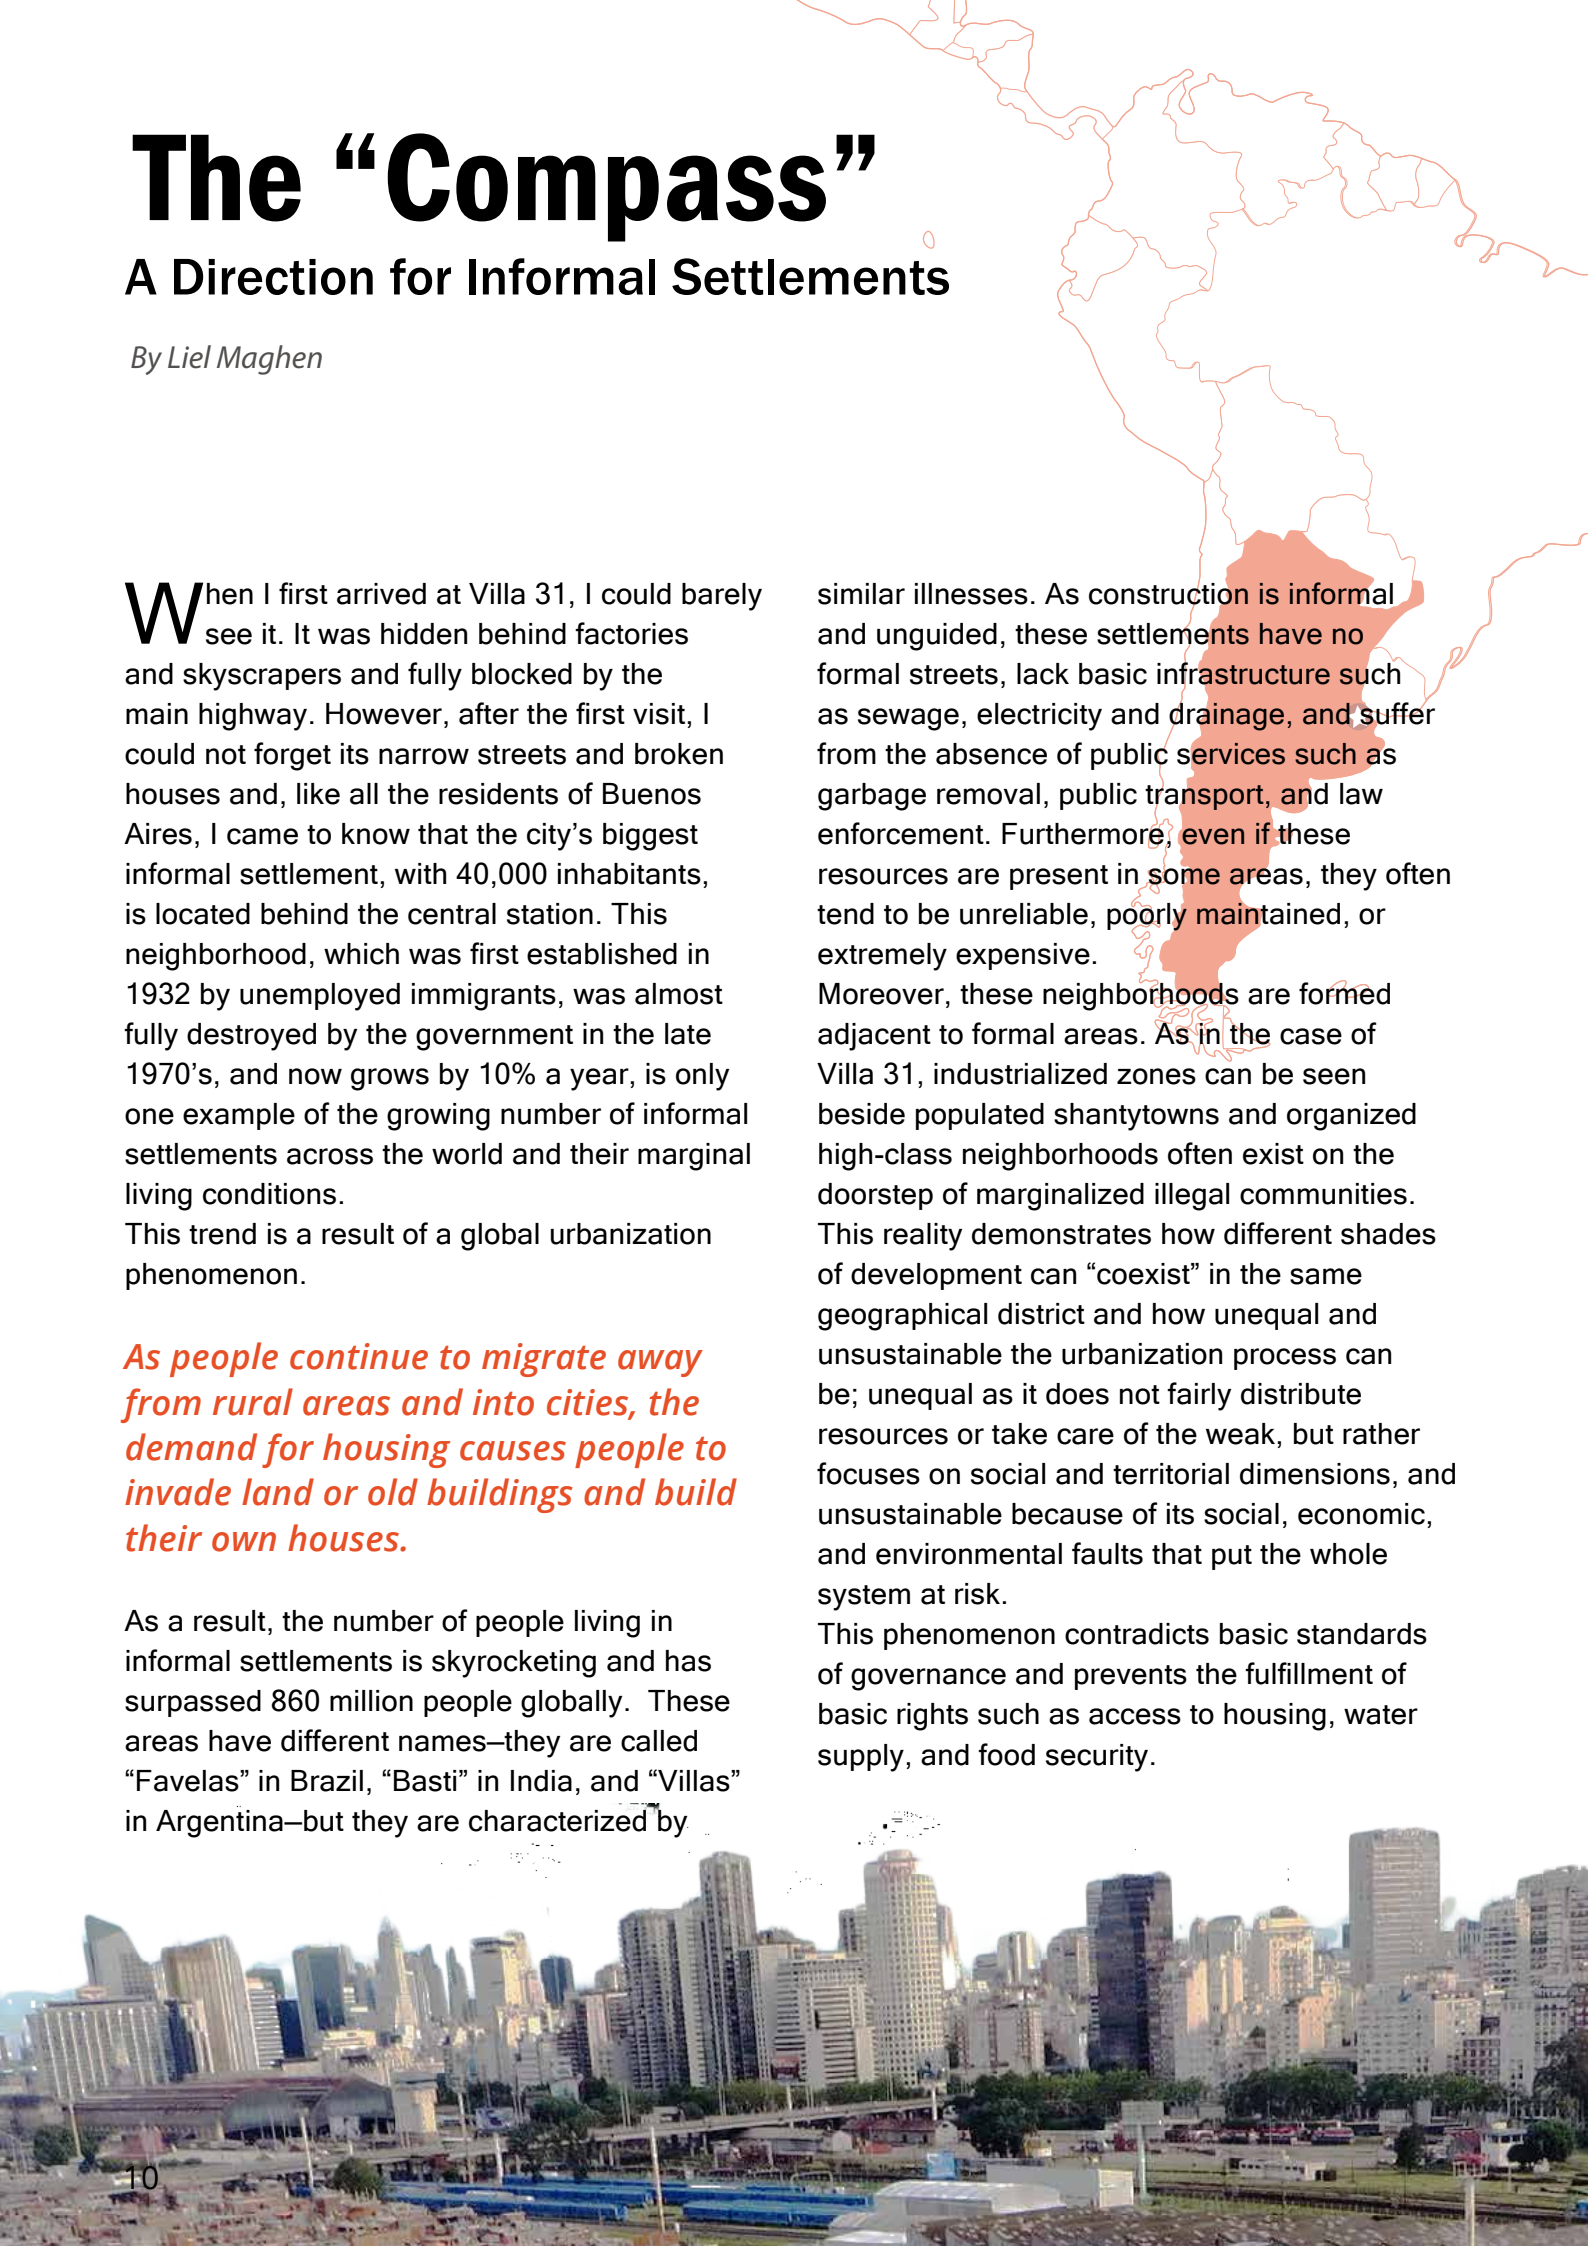 The “Compass”
A Direction for Informal Settlements
By Liel Maghen
When I first arrived at Villa 31, I could barely
see it. It was hidden behind factories
and skyscrapers and fully blocked by the
main highway. However, after the first visit, I
could not forget its narrow streets and broken
houses and, like all the residents of Buenos
Aires, I came to know that the city’s biggest
informal settlement, with 40,000 inhabitants,
is located behind the central station. This
neighborhood, which was first established in
1932 by unemployed immigrants, was almost
fully destroyed by the government in the late
1970’s, and now grows by 10% a year, is only
one example of the growing number of informal
settlements across the world and their marginal
living conditions.
This trend is a result of a global urbanization
phenomenon.
As people continue to migrate away
from rural areas and into cities, the
demand for housing causes people to
invade land or old buildings and build
their own houses.
As a result, the number of people living in
informal settlements is skyrocketing and has
surpassed 860 million people globally.  These
areas have different names—they are called
“Favelas” in Brazil, “Basti” in India, and “Villas”
in Argentina—but they are characterized by
similar illnesses. As construction is informal
and unguided, these settlements have no
formal streets, lack basic infrastructure such
as sewage, electricity and drainage, and suffer
from the absence of public services such as
garbage removal, public transport, and law
enforcement. Furthermore, even if these
resources are present in some areas, they often
tend to be unreliable, poorly maintained, or
extremely expensive.
Moreover, these neighborhoods are formed
adjacent to formal areas. As in the case of
Villa 31, industrialized zones can be seen
beside populated shantytowns and organized
high-class neighborhoods often exist on the
doorstep of marginalized illegal communities.
This reality demonstrates how different shades
of development can “coexist” in the same
geographical district and how unequal and
unsustainable the urbanization process can
be; unequal as it does not fairly distribute
resources or take care of the weak, but rather
focuses on social and territorial dimensions, and
unsustainable because of its social, economic,
and environmental faults that put the whole
system at risk.
This phenomenon contradicts basic standards
of governance and prevents the fulfillment of
basic rights such as access to housing, water
supply, and food security.
10